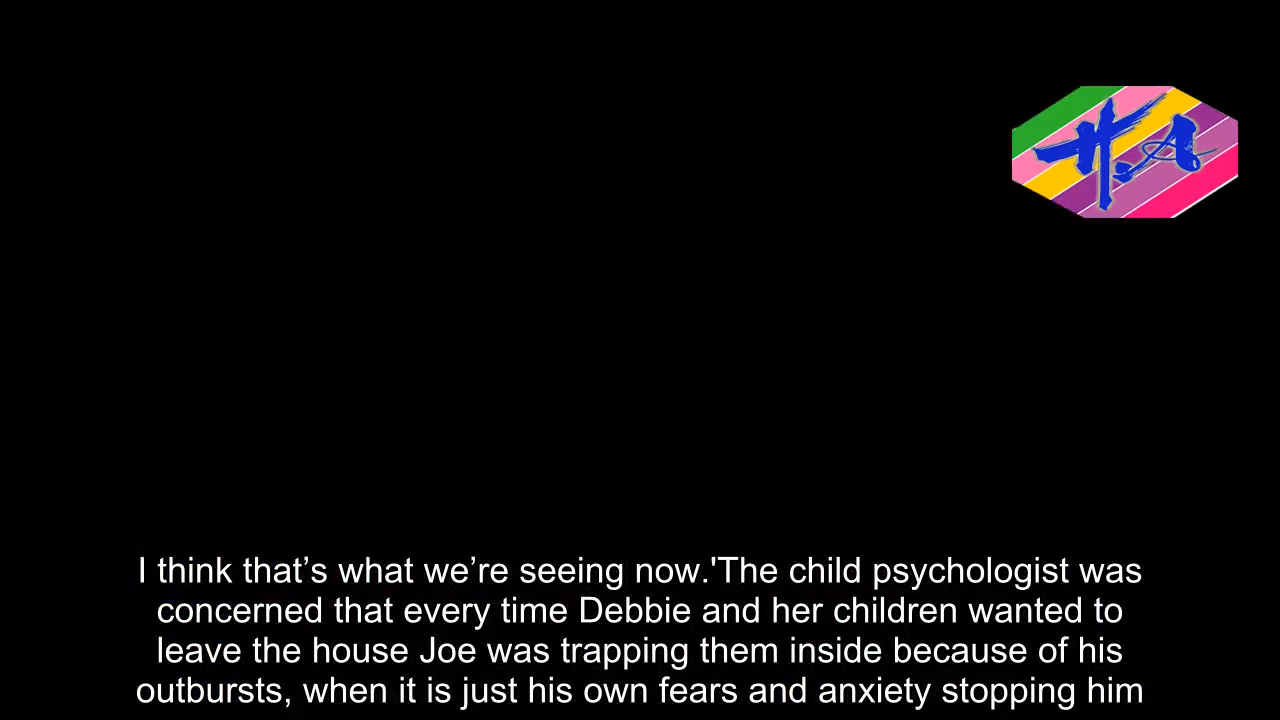 I think that’s what we’re seeing now.'The child psychologist was
concerned that every time Debbie and her children wanted to
leave the house Joe was trapping them inside because of his
outbursts, when it is just his own fears and anxiety stopping him